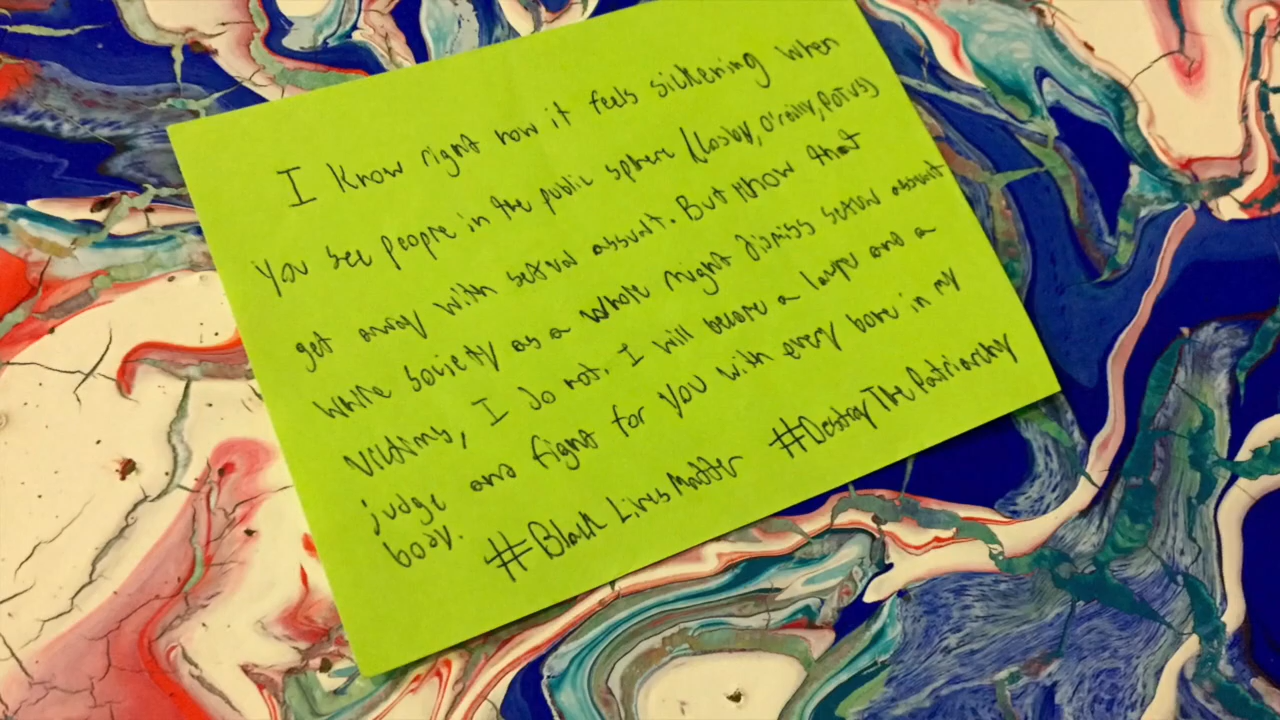 I know right now it feels sickening when
you see people in the public sphere (Cosby, O'reilly, POTUS)
get away with sexual assault. But know that
while society as a whole might dismiss sexual assault
victims, I do not. I will become a lawyer and a
judge and fight for you with every bone in my
body. #Black Lives Matter #DestroyThePatriarchy